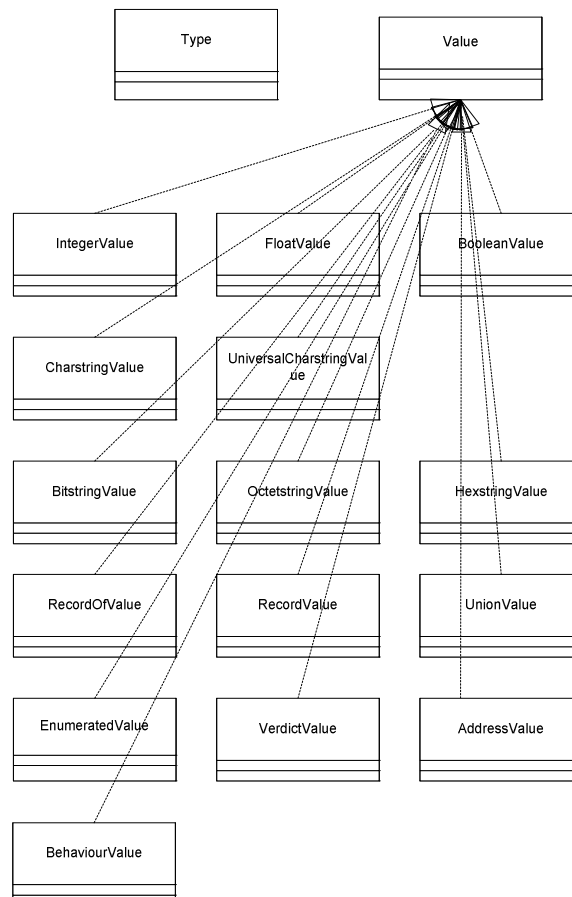 Type
Value
IntegerValue
FloatValue
BooleanValue
CharstringValue
UniversalCharstringVal
ue
BitstringValue
OctetstringValue
HexstringValue
RecordOfValue
RecordValue
UnionValue
EnumeratedValue
VerdictValue
AddressValue
BehaviourValue